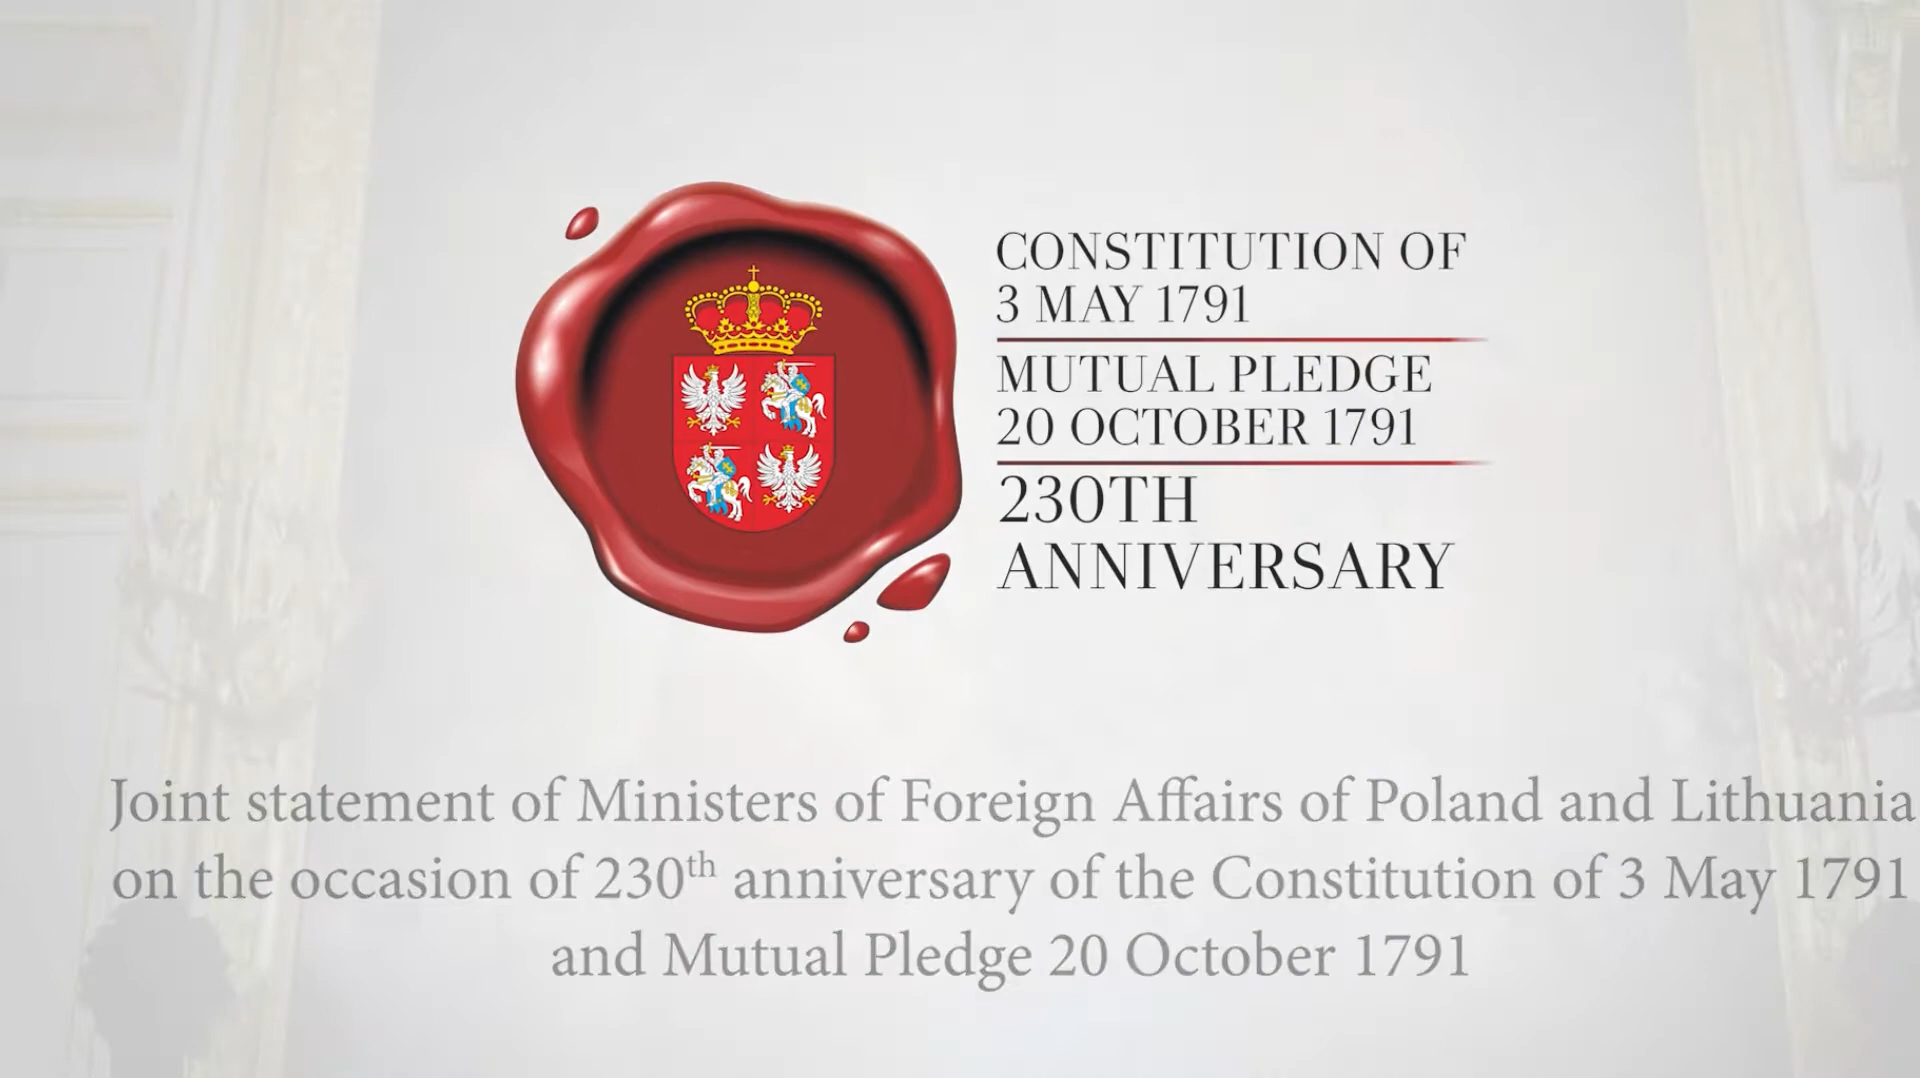 CONSTITUTION OF
3 MAY 1791
MUTUAL PLEDGE
20 OCTOBER 1791
230TH
ANNIVERSARY
Joint statement of Ministers of Foreign Affairs of Poland and Lithuania
on the occasion of 230th anniversary of the Constitution of 3 May 1791
and Mutual Pledge 20 October 1791